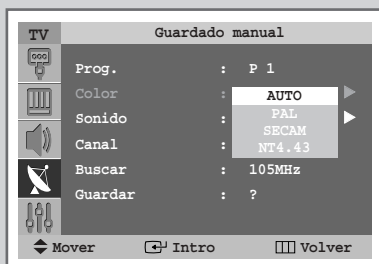 TV Guardado manual
Prog. : P 1
Color : AUTO
PAL
Sonido :
SECAM
Canal : NT4.43
Buscar : 105MHz
Guardar : ?
Mover Intro Volver